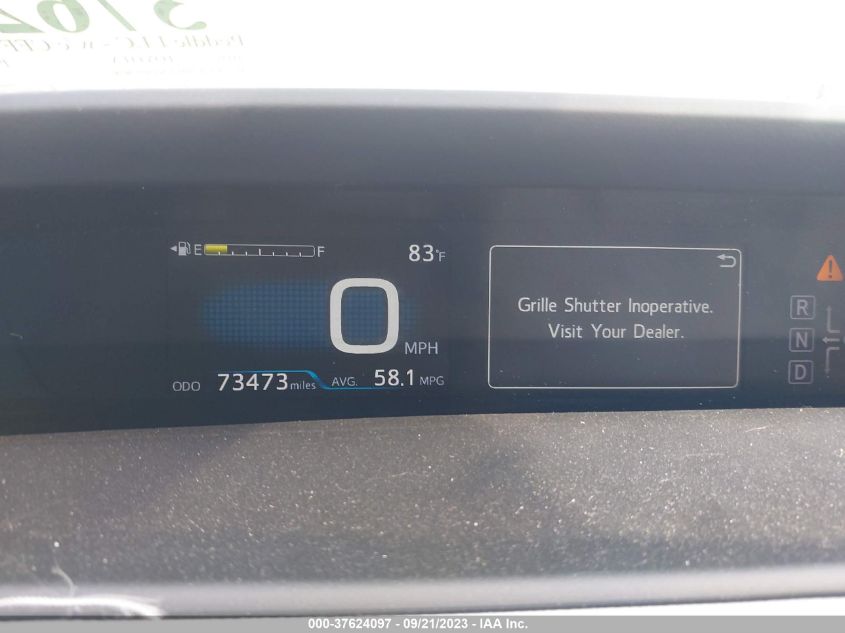 E F
83°F
0
MPH
ODO 73473 miles AVG. 58.1 MPG
Grille Shutter Inoperative.
Visit Your Dealer.
R
N
D
000-37624097 - 09/21/2023 - IAA Inc.